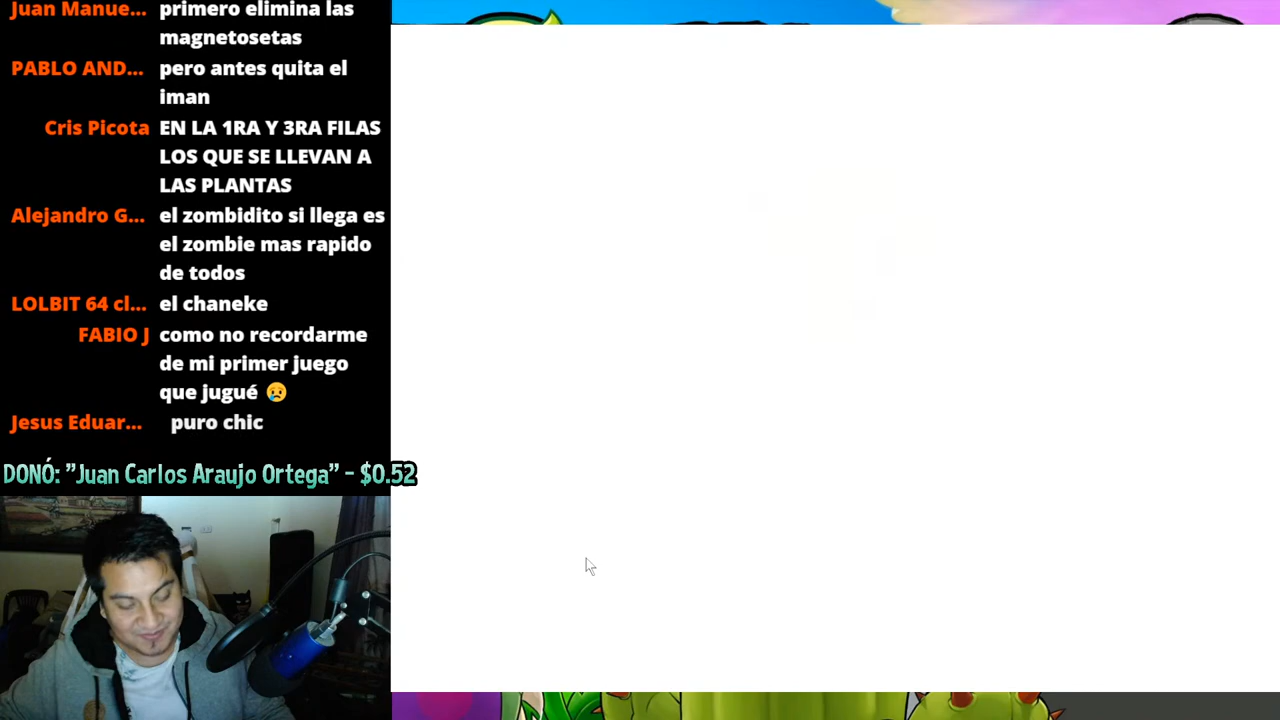 Juan Manue... primero elimina las
magnetosetas
PABLO AND... pero antes quita el
iman
Cris Picota EN LA 1RA Y 3RA FILAS
LOS QUE SE LLEVAN A
LAS PLANTAS
Alejandro G... el zombidito si llega es
el zombie mas rapido
de todos
LOLBIT 64 cl... el chaneke
FABIO J como no recordarme
de mi primer juego
que jugué 😢
Jesus Eduar... puro chic
DONÓ: "Juan Carlos Araujo Ortega" - $0.52